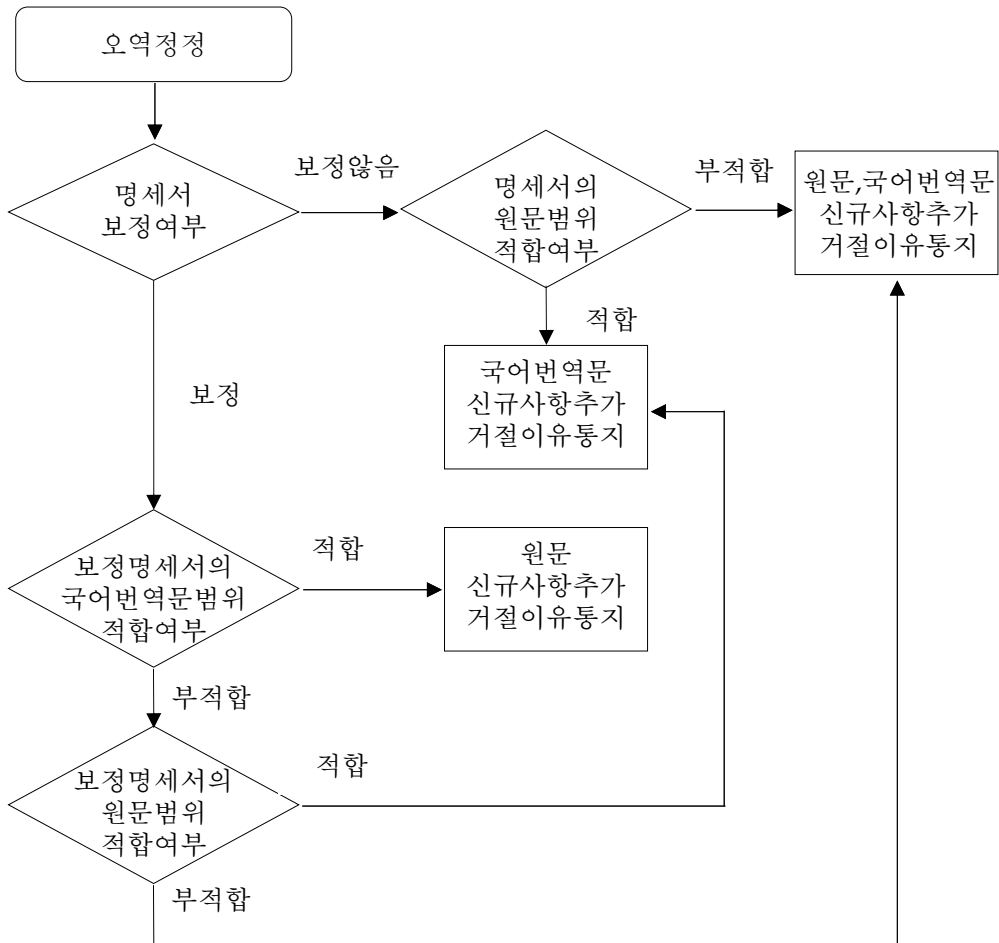 오역정정
명세서
보정여부
보정않음
명세서의
원문범위
적합여부
부적합
원문,국어번역문
신규사항추가
거절이유통지
적합
국어번역문
신규사항추가
거절이유통지
보정
보정명세서의
국어번역문범위
적합여부
적합
원문
신규사항추가
거절이유통지
부적합
보정명세서의
원문범위
적합여부
적합
부적합